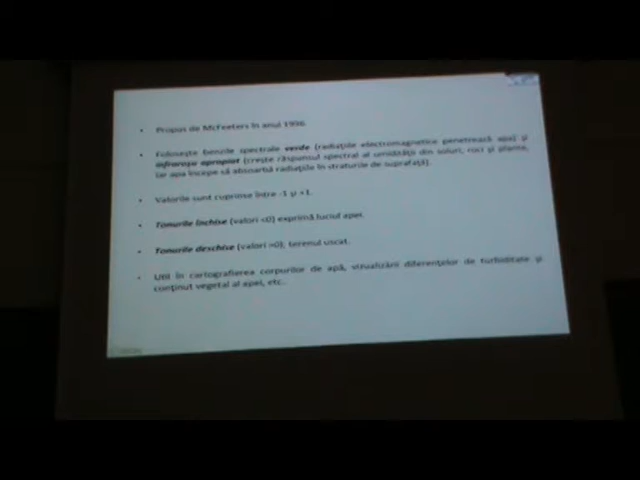 Propus de McFeeters în anul 1996.
Folosește benzile spectrale verde (radiațiile electromagnetice penetrează apa) și
infraroșu apropiat (crește răspunsul spectral al umidității din soluri, roci și plante,
iar apa începe să absoarbă radiațiile în straturile de suprafață).
Valorile sunt cuprinse între -1 și +1.
Tonurile închise (valori <0) exprimă luciul apei.
Tonurile deschise (valori >0), terenul uscat.
Util în cartografierea corpurilor de apă, vizualizării diferențelor de turbiditate și
conținut vegetal al apei, etc..